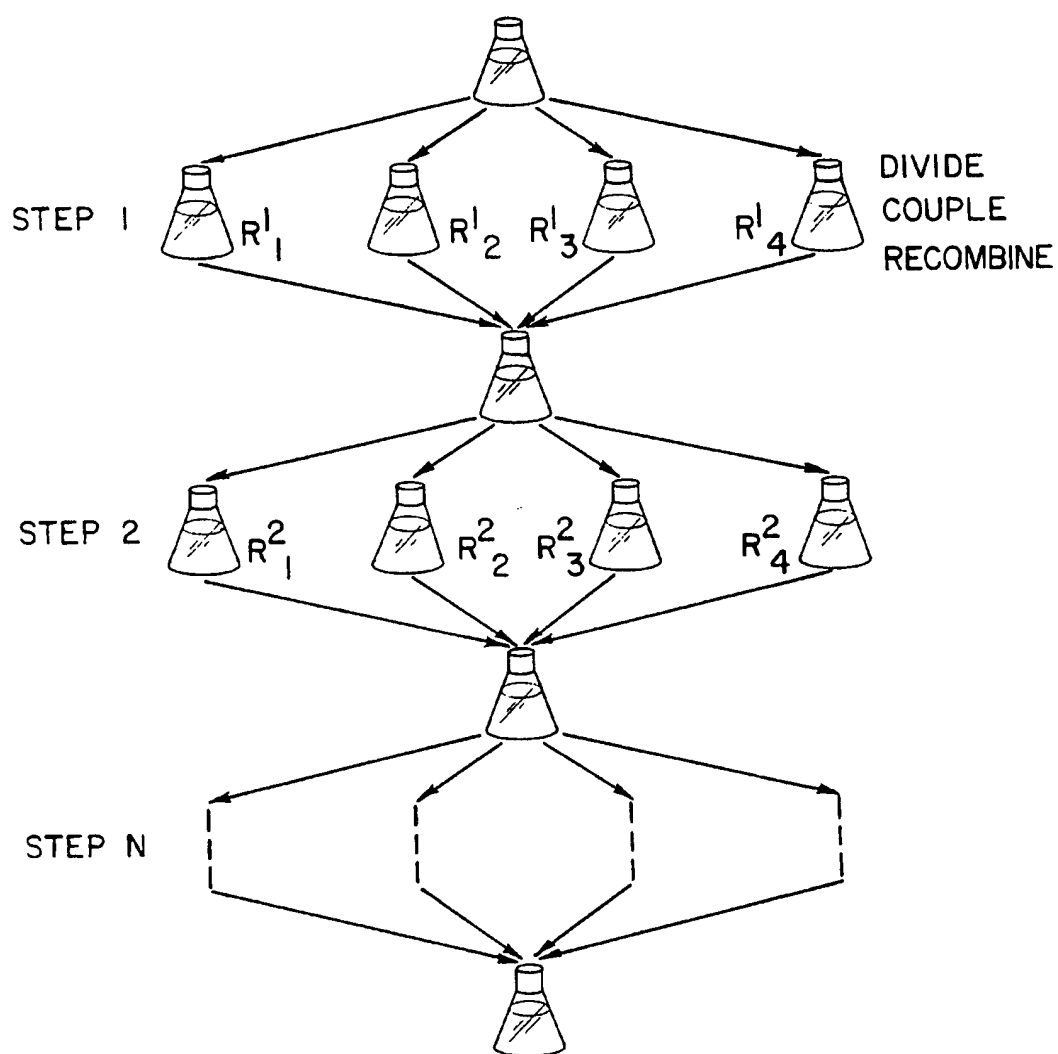 DIVIDE
COUPLE
RECOMBINE
STEP 1
R¹₁
R¹₂
R¹₃
R¹₄
STEP 2
R²₁
R²₂
R²₃
R²₄
STEP N